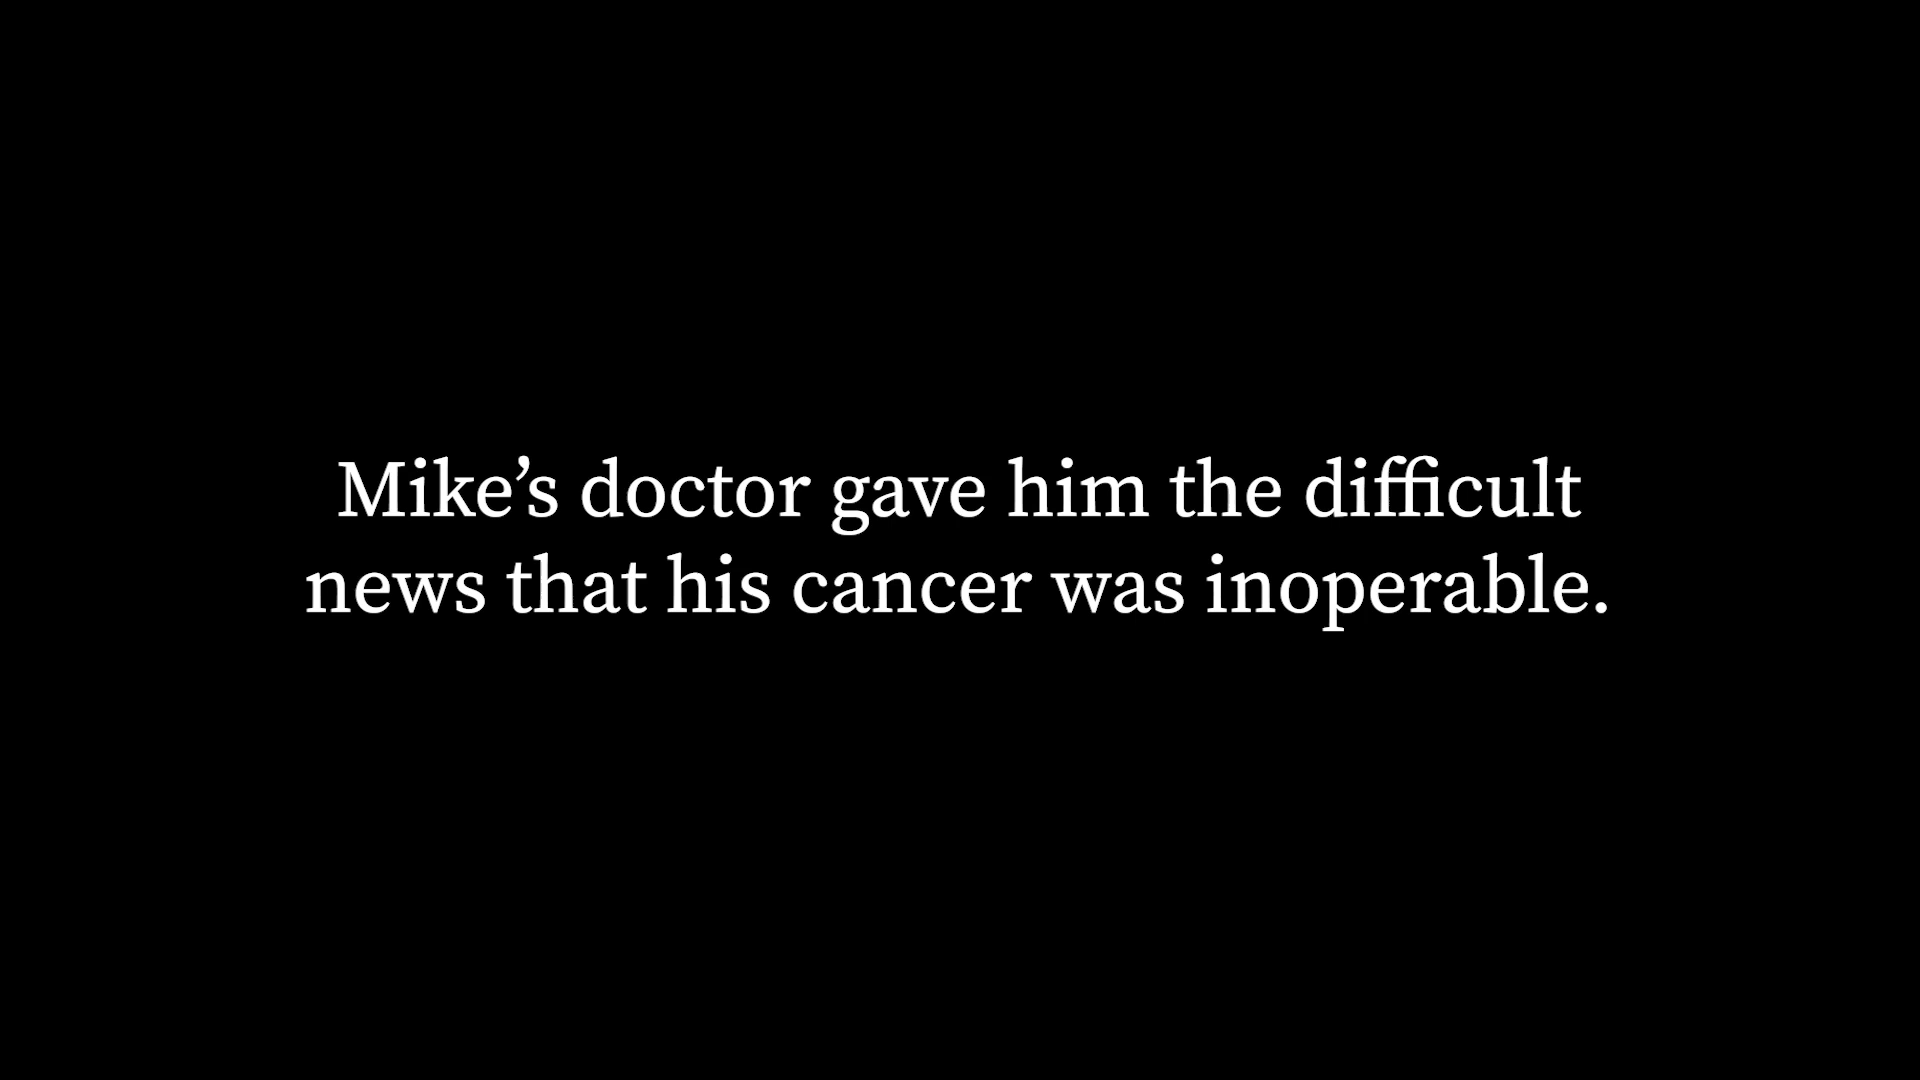 Mike’s doctor gave him the difficult
news that his cancer was inoperable.